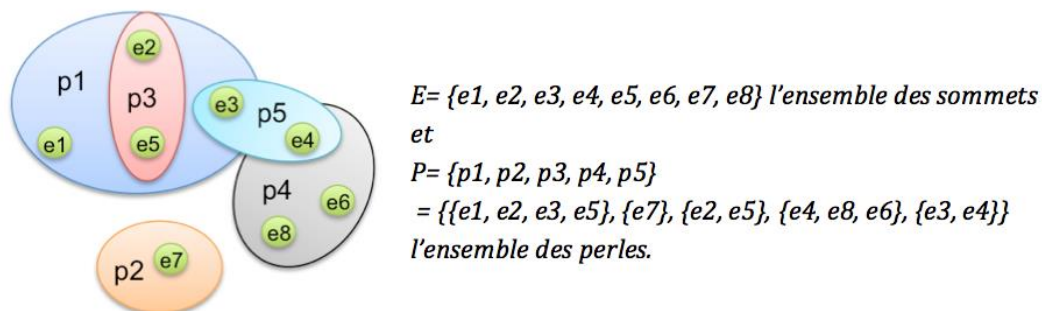 e2
p1
p3
e3
p5
e1
e5
e4
p4
e6
e8
p2
e7
E= {e1, e2, e3, e4, e5, e6, e7, e8} l'ensemble des sommets
et
P= {p1, p2, p3, p4, p5}
= {{e1, e2, e3, e5}, {e7}, {e2, e5}, {e4, e8, e6}, {e3, e4}}
l'ensemble des perles.